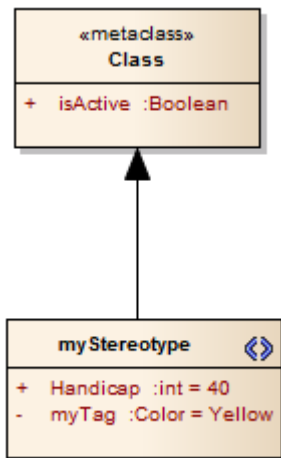 «metaclass»
Class
+ isActive :Boolean
myStereotype
+ Handicap :int = 40
- myTag :Color = Yellow